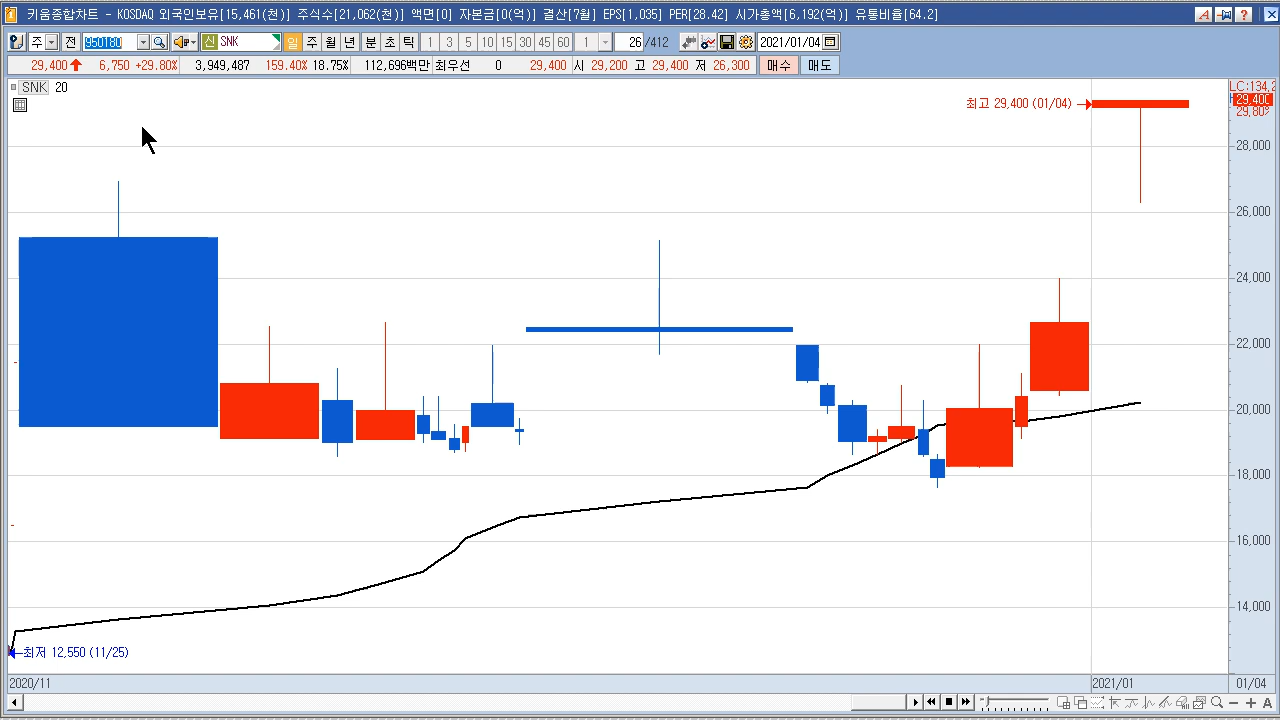 키움종합차트 - KOSDAQ 외국인보유[15,461(천)] 주식수[21,062(천)] 액면[0] 자본금[0(억)] 결산[7월] EPS[1,035] PER[28,42] 시가총액[6,192(억)] 유통비율[64.2]
주 전 950180 신 SNK 일 주 월 년 분 초 틱 1 3 5 10 15 30 45 60 1 26 /412 2021/01/04
29,400 6,750 +29.80% 3,949,487 159.40% 18.75% 112,696백만 최우선 0 29,400 시 29,200 고 29,400 저 26,300 매수 매도
SNK 20
LC:134,2
29,400
29,80%
최고 29,400 (01/04)
28,000
26,000
24,000
22,000
20,000
18,000
16,000
14,000
최저 12,550 (11/25)
2020/11 2021/01 01/04
A